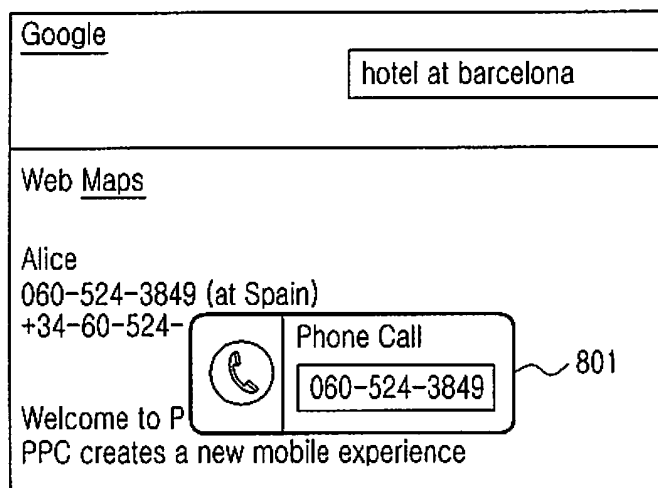 Google
hotel at barcelona
Web Maps
Alice
060-524-3849 (at Spain)
+34-60-524-
Phone Call
060-524-3849
801
Welcome to P
PPC creates a new mobile experience